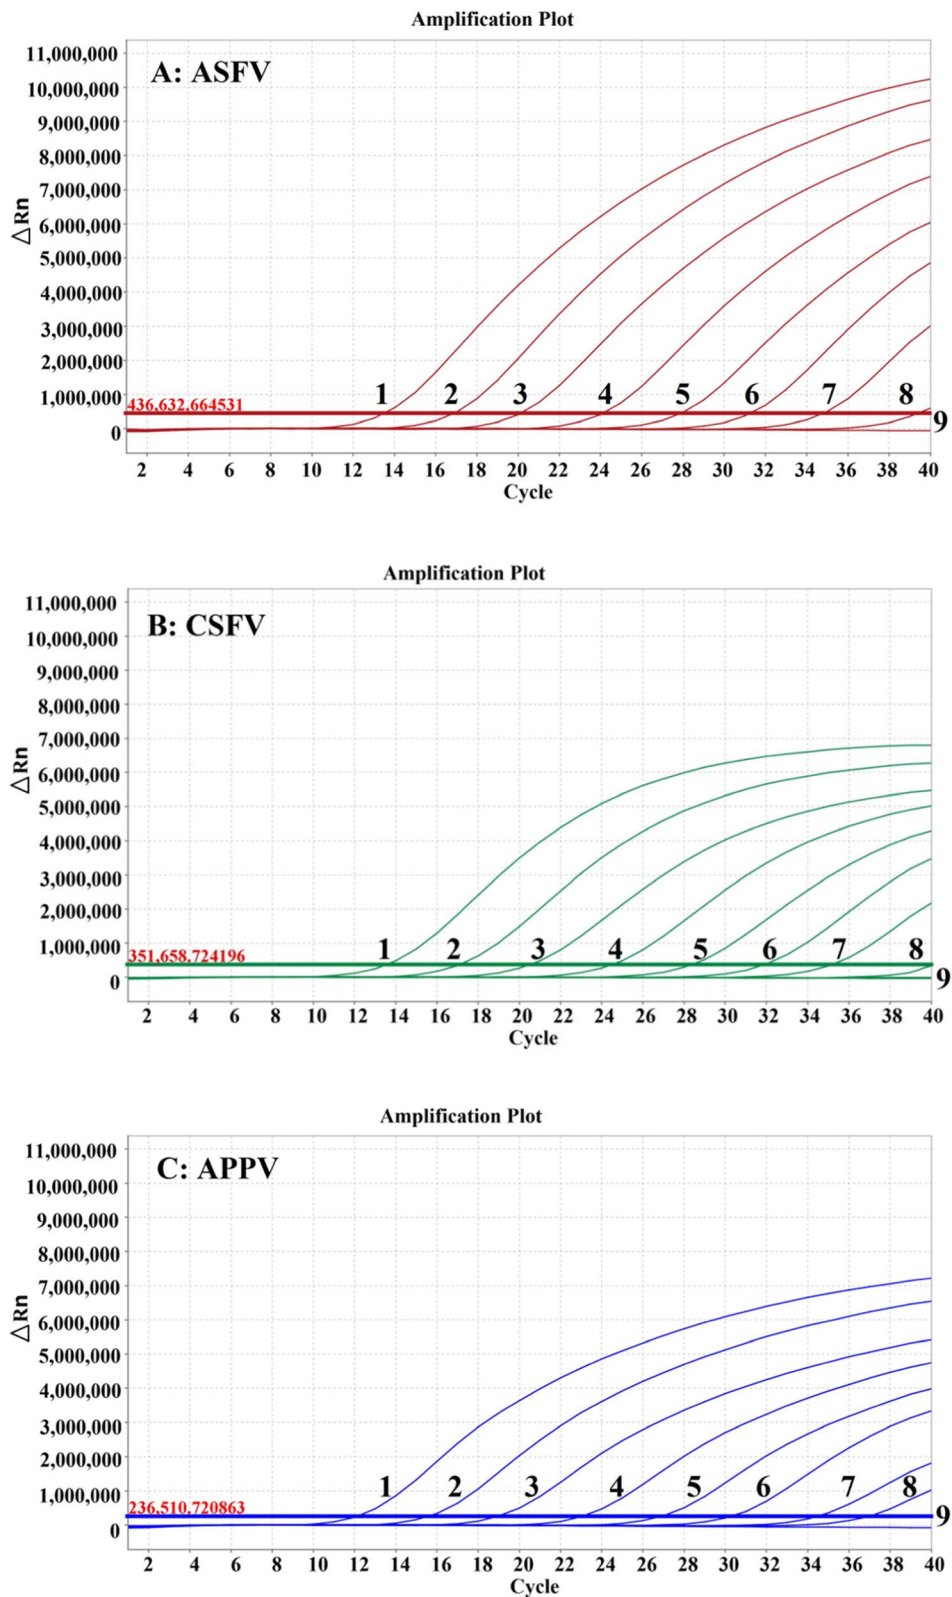 Amplification Plot
11,000,000
A: ASFV
10,000,000
9,000,000
8,000,000
7,000,000
6,000,000
△Rn
5,000,000
4,000,000
3,000,000
2,000,000
1,000,000
1 2 3 4 5 6 7 8
436,632.664531
9
0
2 4 6 8 10 12 14 16 18 20 22 24 26 28 30 32 34 36 38 40
Cycle
Amplification Plot
11,000,000
B: CSFV
10,000,000
9,000,000
8,000,000
7,000,000
6,000,000
△Rn
5,000,000
4,000,000
3,000,000
2,000,000
1,000,000
1 2 3 4 5 6 7 8
351,658.724196
9
0
2 4 6 8 10 12 14 16 18 20 22 24 26 28 30 32 34 36 38 40
Cycle
Amplification Plot
11,000,000
C: APPV
10,000,000
9,000,000
8,000,000
7,000,000
6,000,000
△Rn
5,000,000
4,000,000
3,000,000
2,000,000
1,000,000
1 2 3 4 5 6 7 8
236,510.720863
9
0
2 4 6 8 10 12 14 16 18 20 22 24 26 28 30 32 34 36 38 40
Cycle